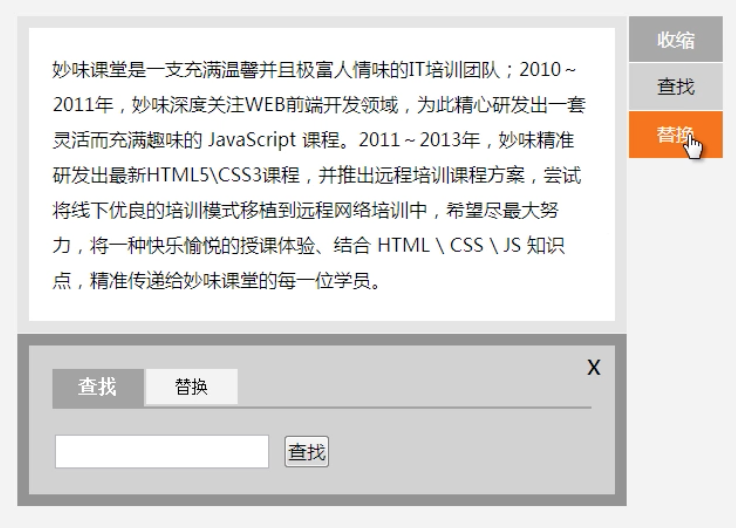 妙味课堂是一支充满温馨并且极富人情味的IT培训团队；2010～
2011年，妙味深度关注WEB前端开发领域，为此精心研发出一套
灵活而充满趣味的 JavaScript 课程。2011～2013年，妙味精准
研发出最新HTML5\CSS3课程，并推出远程培训课程方案，尝试
将线下优良的培训模式移植到远程网络培训中，希望尽最大努
力，将一种快乐愉悦的授课体验、结合 HTML \ CSS \ JS 知识
点，精准传递给妙味课堂的每一位学员。
收缩
查找
替换
X
查找 替换
查找